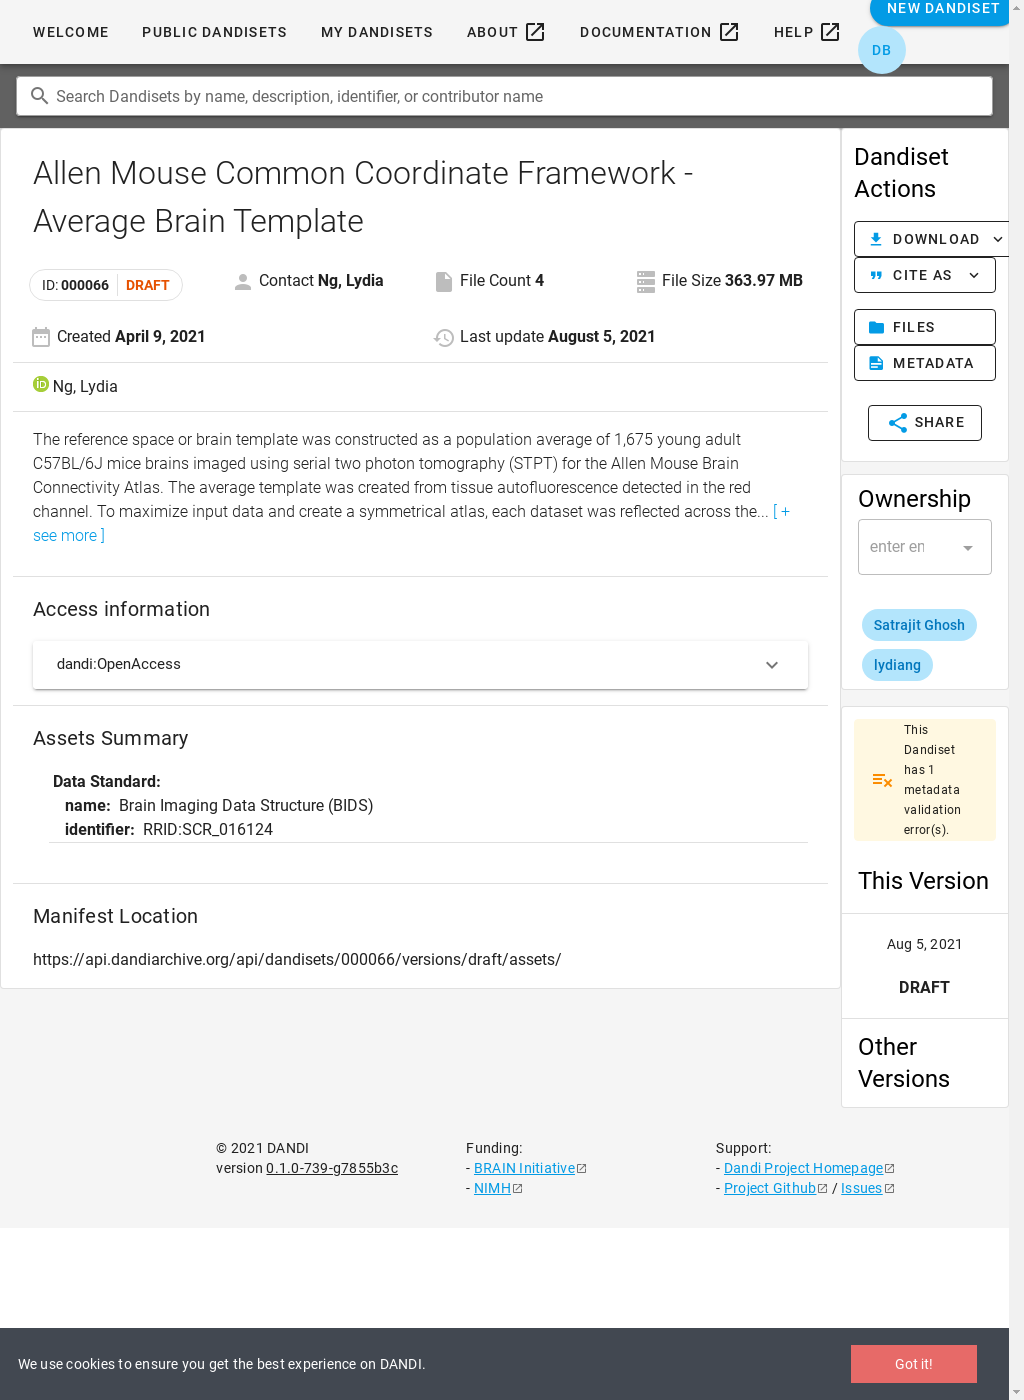 WELCOME
PUBLIC DANDISETS
MY DANDISETS
ABOUT
DOCUMENTATION
HELP
NEW DANDISET
DB
Search Dandisets by name, description, identifier, or contributor name
Allen Mouse Common Coordinate Framework -
Average Brain Template
ID: 000066 DRAFT
Contact Ng, Lydia
File Count 4
File Size 363.97 MB
Created April 9, 2021
Last update August 5, 2021
Ng, Lydia
The reference space or brain template was constructed as a population average of 1,675 young adult
C57BL/6J mice brains imaged using serial two photon tomography (STPT) for the Allen Mouse Brain
Connectivity Atlas. The average template was created from tissue autofluorescence detected in the red
channel. To maximize input data and create a symmetrical atlas, each dataset was reflected across the... [ +
see more ]
Access information
dandi:OpenAccess
Assets Summary
Data Standard:
name: Brain Imaging Data Structure (BIDS)
identifier: RRID:SCR_016124
Manifest Location
https://api.dandiarchive.org/api/dandisets/000066/versions/draft/assets/
Dandiset
Actions
DOWNLOAD
CITE AS
FILES
METADATA
SHARE
Ownership
enter en
Satrajit Ghosh
lydiang
This
Dandiset
has 1
metadata
validation
error(s).
This Version
Aug 5, 2021
DRAFT
Other
Versions
© 2021 DANDI
version 0.1.0-739-g7855b3c
Funding:
- BRAIN Initiative
- NIMH
Support:
- Dandi Project Homepage
- Project Github / Issues
We use cookies to ensure you get the best experience on DANDI.
Got it!